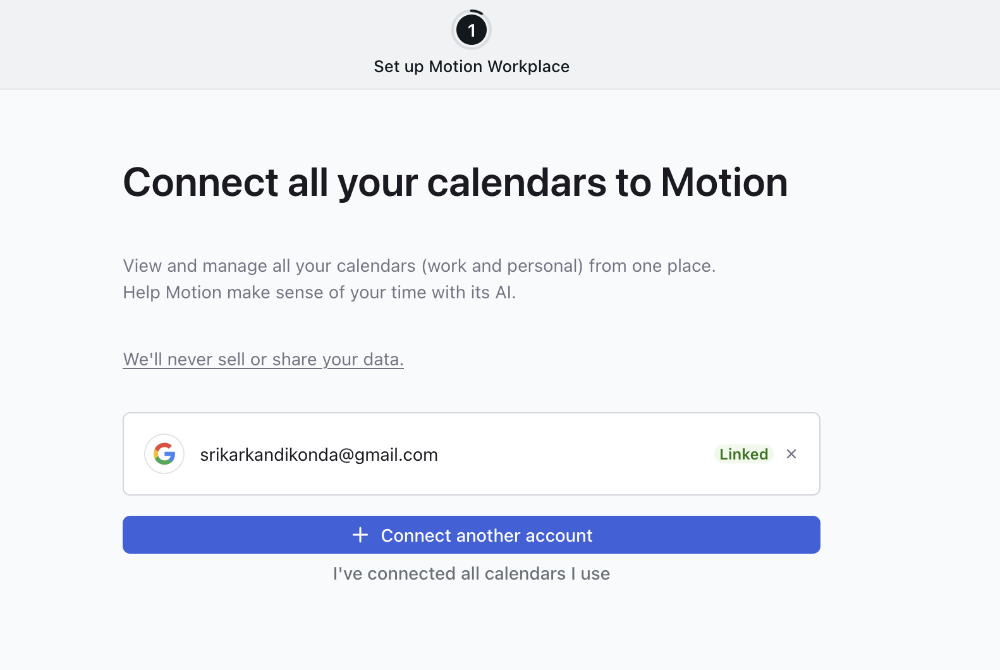 1
Set up Motion Workplace
Connect all your calendars to Motion
View and manage all your calendars (work and personal) from one place.
Help Motion make sense of your time with its AI.
We'll never sell or share your data.
srikarkandikonda@gmail.com Linked
Connect another account
I've connected all calendars I use